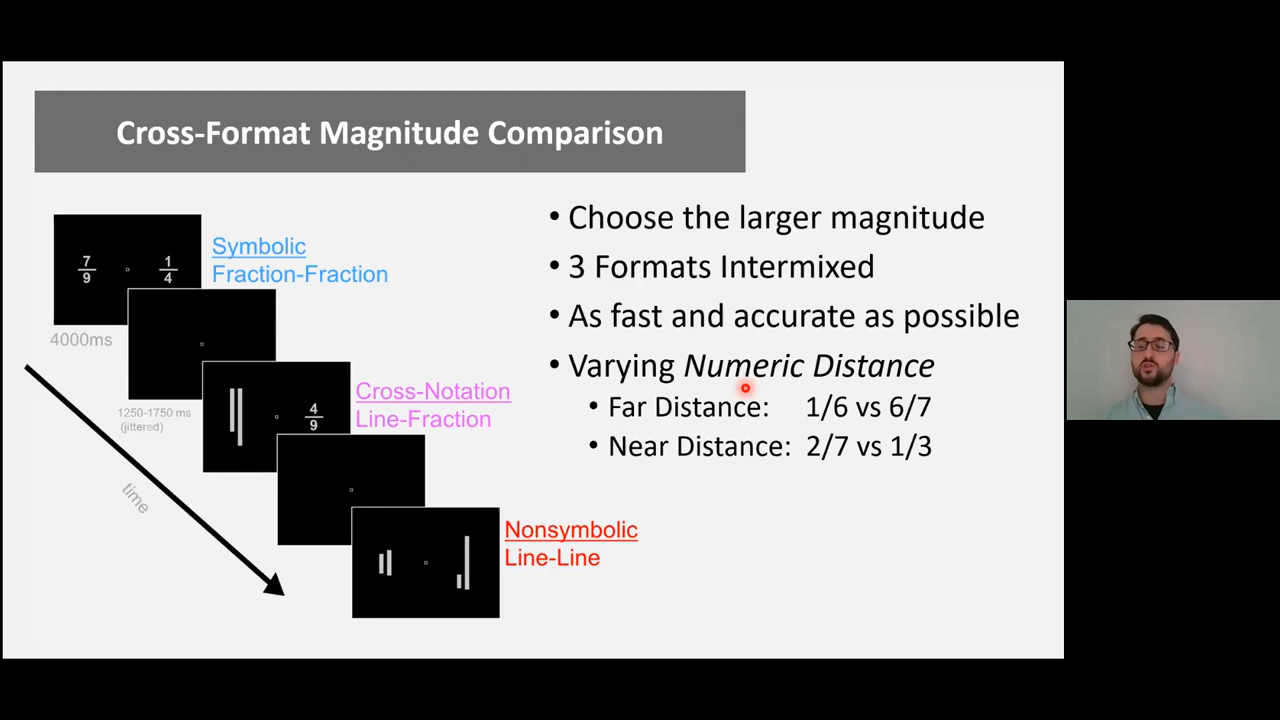 Cross-Format Magnitude Comparison
7
9
1
4
Symbolic
Fraction-Fraction
4000ms
1250-1750 ms
(jittered)
4
9
Cross-Notation
Line-Fraction
time
Nonsymbolic
Line-Line
• Choose the larger magnitude
• 3 Formats Intermixed
• As fast and accurate as possible
• Varying Numeric Distance
• Far Distance: 1/6 vs 6/7
• Near Distance: 2/7 vs 1/3